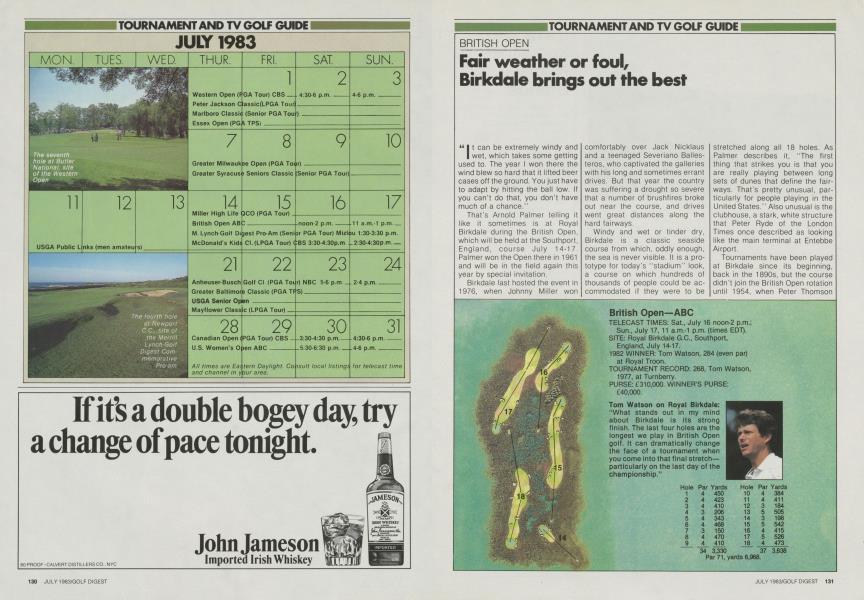 TOURNAMENT AND TV GOLF GUIDE
JULY 1983
MON. TUES. WED. THUR. FRI. SAT. SUN.
1 2 3
Western Open (PGA Tour) CBS 4:30-6 p.m. 4-6 p.m.
Peter Jackson Classic (LPGA Tour)
Marlboro Classic (Senior PGA Tour)
Essex Open (PGA TPS)
The seventh
hole at Butler
National, site
of the Western
Open
7 8 9 10
Greater Milwaukee Open (PGA Tour)
Greater Syracuse Seniors Classic (Senior PGA Tour)
11 12 13 14 15 16 17
Miller High Life QCO (PGA Tour)
British Open ABC noon-2 p.m. 11 a.m.-1 p.m.
M. Lynch Golf Digest Pro-Am (Senior PGA Tour) Mizlou 1:30-3:30 p.m.
McDonald's Kids Cl. (LPGA Tour) CBS 3:30-4:30p.m. 2:30-4:30p.m.
USGA Public Links (men amateurs)
21 22 23 24
Anheuser-Busch Golf Cl (PGA Tour) NBC 1-6 p.m. 2-4 p.m.
Greater Baltimore Classic (PGA TPS)
USGA Senior Open
Mayflower Classic (LPGA Tour)
The fourth hole
at Newport
C.C., site of
the Merrill
Lynch-Golf
Digest Com-
memorative
Pro-am
28 29 30 31
Canadian Open (PGA Tour) CBS 3:30-4:30 p.m. 4:30-6 p.m.
U.S. Women's Open ABC 5:30-6:30 p.m. 4-6 p.m.
All times are Eastern Daylight. Consult local listings for telecast time
and channel in your area.
If it's a double bogey day, try
a change of pace tonight.
JAMESON
IRISH WHISKEY
IMPORTED
John Jameson
Imported Irish Whiskey
80 PROOF • CALVERT DISTILLERS CO., NYC
130 JULY 1983/GOLF DIGEST
TOURNAMENT AND TV GOLF GUIDE
BRITISH OPEN
Fair weather or foul,
Birkdale brings out the best
"It can be extremely windy and
wet, which takes some getting
used to. The year I won there the
wind blew so hard that it lifted beer
cases off the ground. You just have
to adapt by hitting the ball low. If
you can't do that, you don't have
much of a chance."
That's Arnold Palmer telling it
like it sometimes is at Royal
Birkdale during the British Open,
which will be held at the Southport,
England, course July 14-17.
Palmer won the Open there in 1961
and will be in the field again this
year by special invitation.
Birkdale last hosted the event in
1976, when Johnny Miller won
comfortably over Jack Nicklaus
and a teenaged Severiano Balles-
teros, who captivated the galleries
with his long and sometimes errant
drives. But that year the country
was suffering a drought so severe
that a number of brushfires broke
out near the course, and drives
went great distances along the
hard fairways.
Windy and wet or tinder dry,
Birkdale is a classic seaside
course from which, oddly enough,
the sea is never visible. It is a pro-
totype for today's "stadium" look,
a course on which hundreds of
thousands of people could be ac-
commodated if they were to be
stretched along all 18 holes. As
Palmer describes it, "The first
thing that strikes you is that you
are really playing between long
sets of dunes that define the fair-
ways. That's pretty unusual, par-
ticularly for people playing in the
United States." Also unusual is the
clubhouse, a stark, white structure
that Peter Ryde of the London
Times once described as looking
like the main terminal at Entebbe
Airport.
Tournaments have been played
at Birkdale since its beginning,
back in the 1890s, but the course
didn't join the British Open rotation
until 1954, when Peter Thomson
16
17
15
18
14
British Open—ABC
TELECAST TIMES: Sat., July 16 noon-2 p.m.;
Sun., July 17, 11 a.m.-1 p.m. (times EDT).
SITE: Royal Birkdale G.C., Southport,
England, July 14-17.
1982 WINNER: Tom Watson, 284 (even par)
at Royal Troon.
TOURNAMENT RECORD: 268, Tom Watson,
1977, at Turnberry.
PURSE: £310,000. WINNER'S PURSE:
£40,000.
Tom Watson on Royal Birkdale:
"What stands out in my mind
about Birkdale is its strong
finish. The last four holes are the
longest we play in British Open
golf. It can dramatically change
the face of a tournament when
you come into that final stretch—
particularly on the last day of the
championship."
Hole Par Yards Hole Par Yards
1 4 450 10 4 384
2 4 423 11 4 411
3 4 410 12 3 184
4 3 206 13 5 505
5 4 343 14 3 198
6 4 468 15 5 542
7 3 150 16 4 415
8 4 470 17 5 526
9 4 410 18 4 473
34 3,330 37 3,638
Par 71, yards 6,968.
JULY 1983/GOLF DIGEST 131